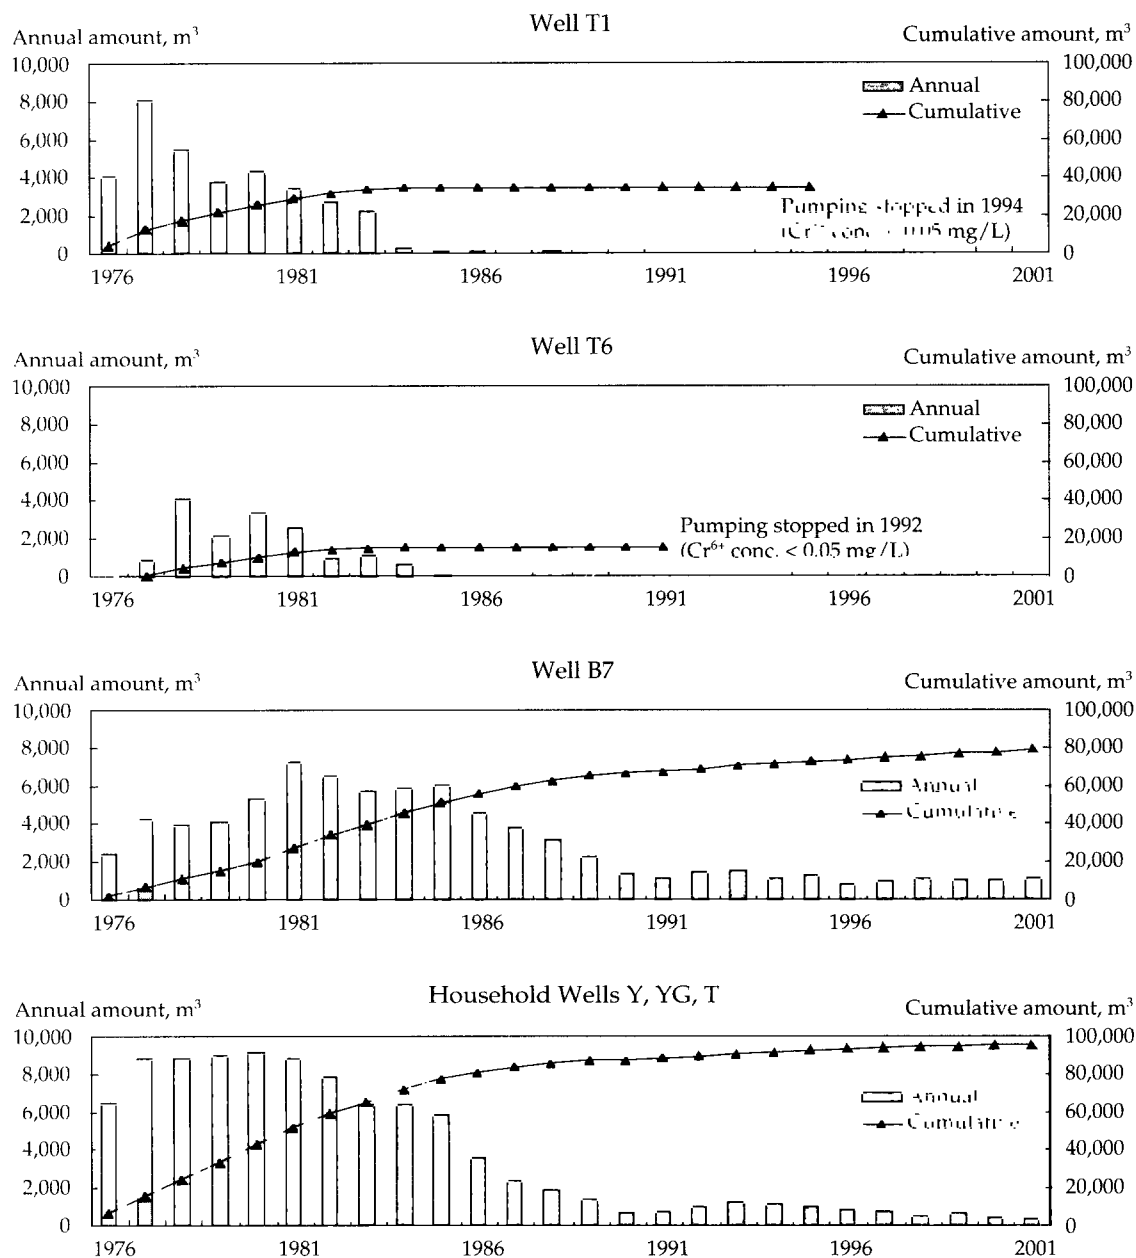 Well T1
Annual amount, m³ Cumulative amount, m³
10,000 100,000
8,000 80,000
6,000 60,000
4,000 40,000
2,000 20,000
0 0
Annual
Cumulative
Pumping stopped in 1994
conc. < 0.05 mg/L)
1976 1981 1986 1991 1996 2001
Well T6
Annual amount, m³ Cumulative amount, m³
10,000 100,000
8,000 80,000
6,000 60,000
4,000 40,000
2,000 20,000
0 0
Annual
Cumulative
Pumping stopped in 1992
(Cr⁶⁺ conc. < 0.05 mg/L)
1976 1981 1986 1991 1996 2001
Well B7
Annual amount, m³ Cumulative amount, m³
10,000 100,000
8,000 80,000
6,000 60,000
4,000 40,000
2,000 20,000
0 0
Annual
Cumulative
1976 1981 1986 1991 1996 2001
Household Wells Y, YG, T
Annual amount, m³ Cumulative amount, m³
10,000 100,000
8,000 80,000
6,000 60,000
4,000 40,000
2,000 20,000
0 0
Annual
Cumulative
1976 1981 1986 1991 1996 2001